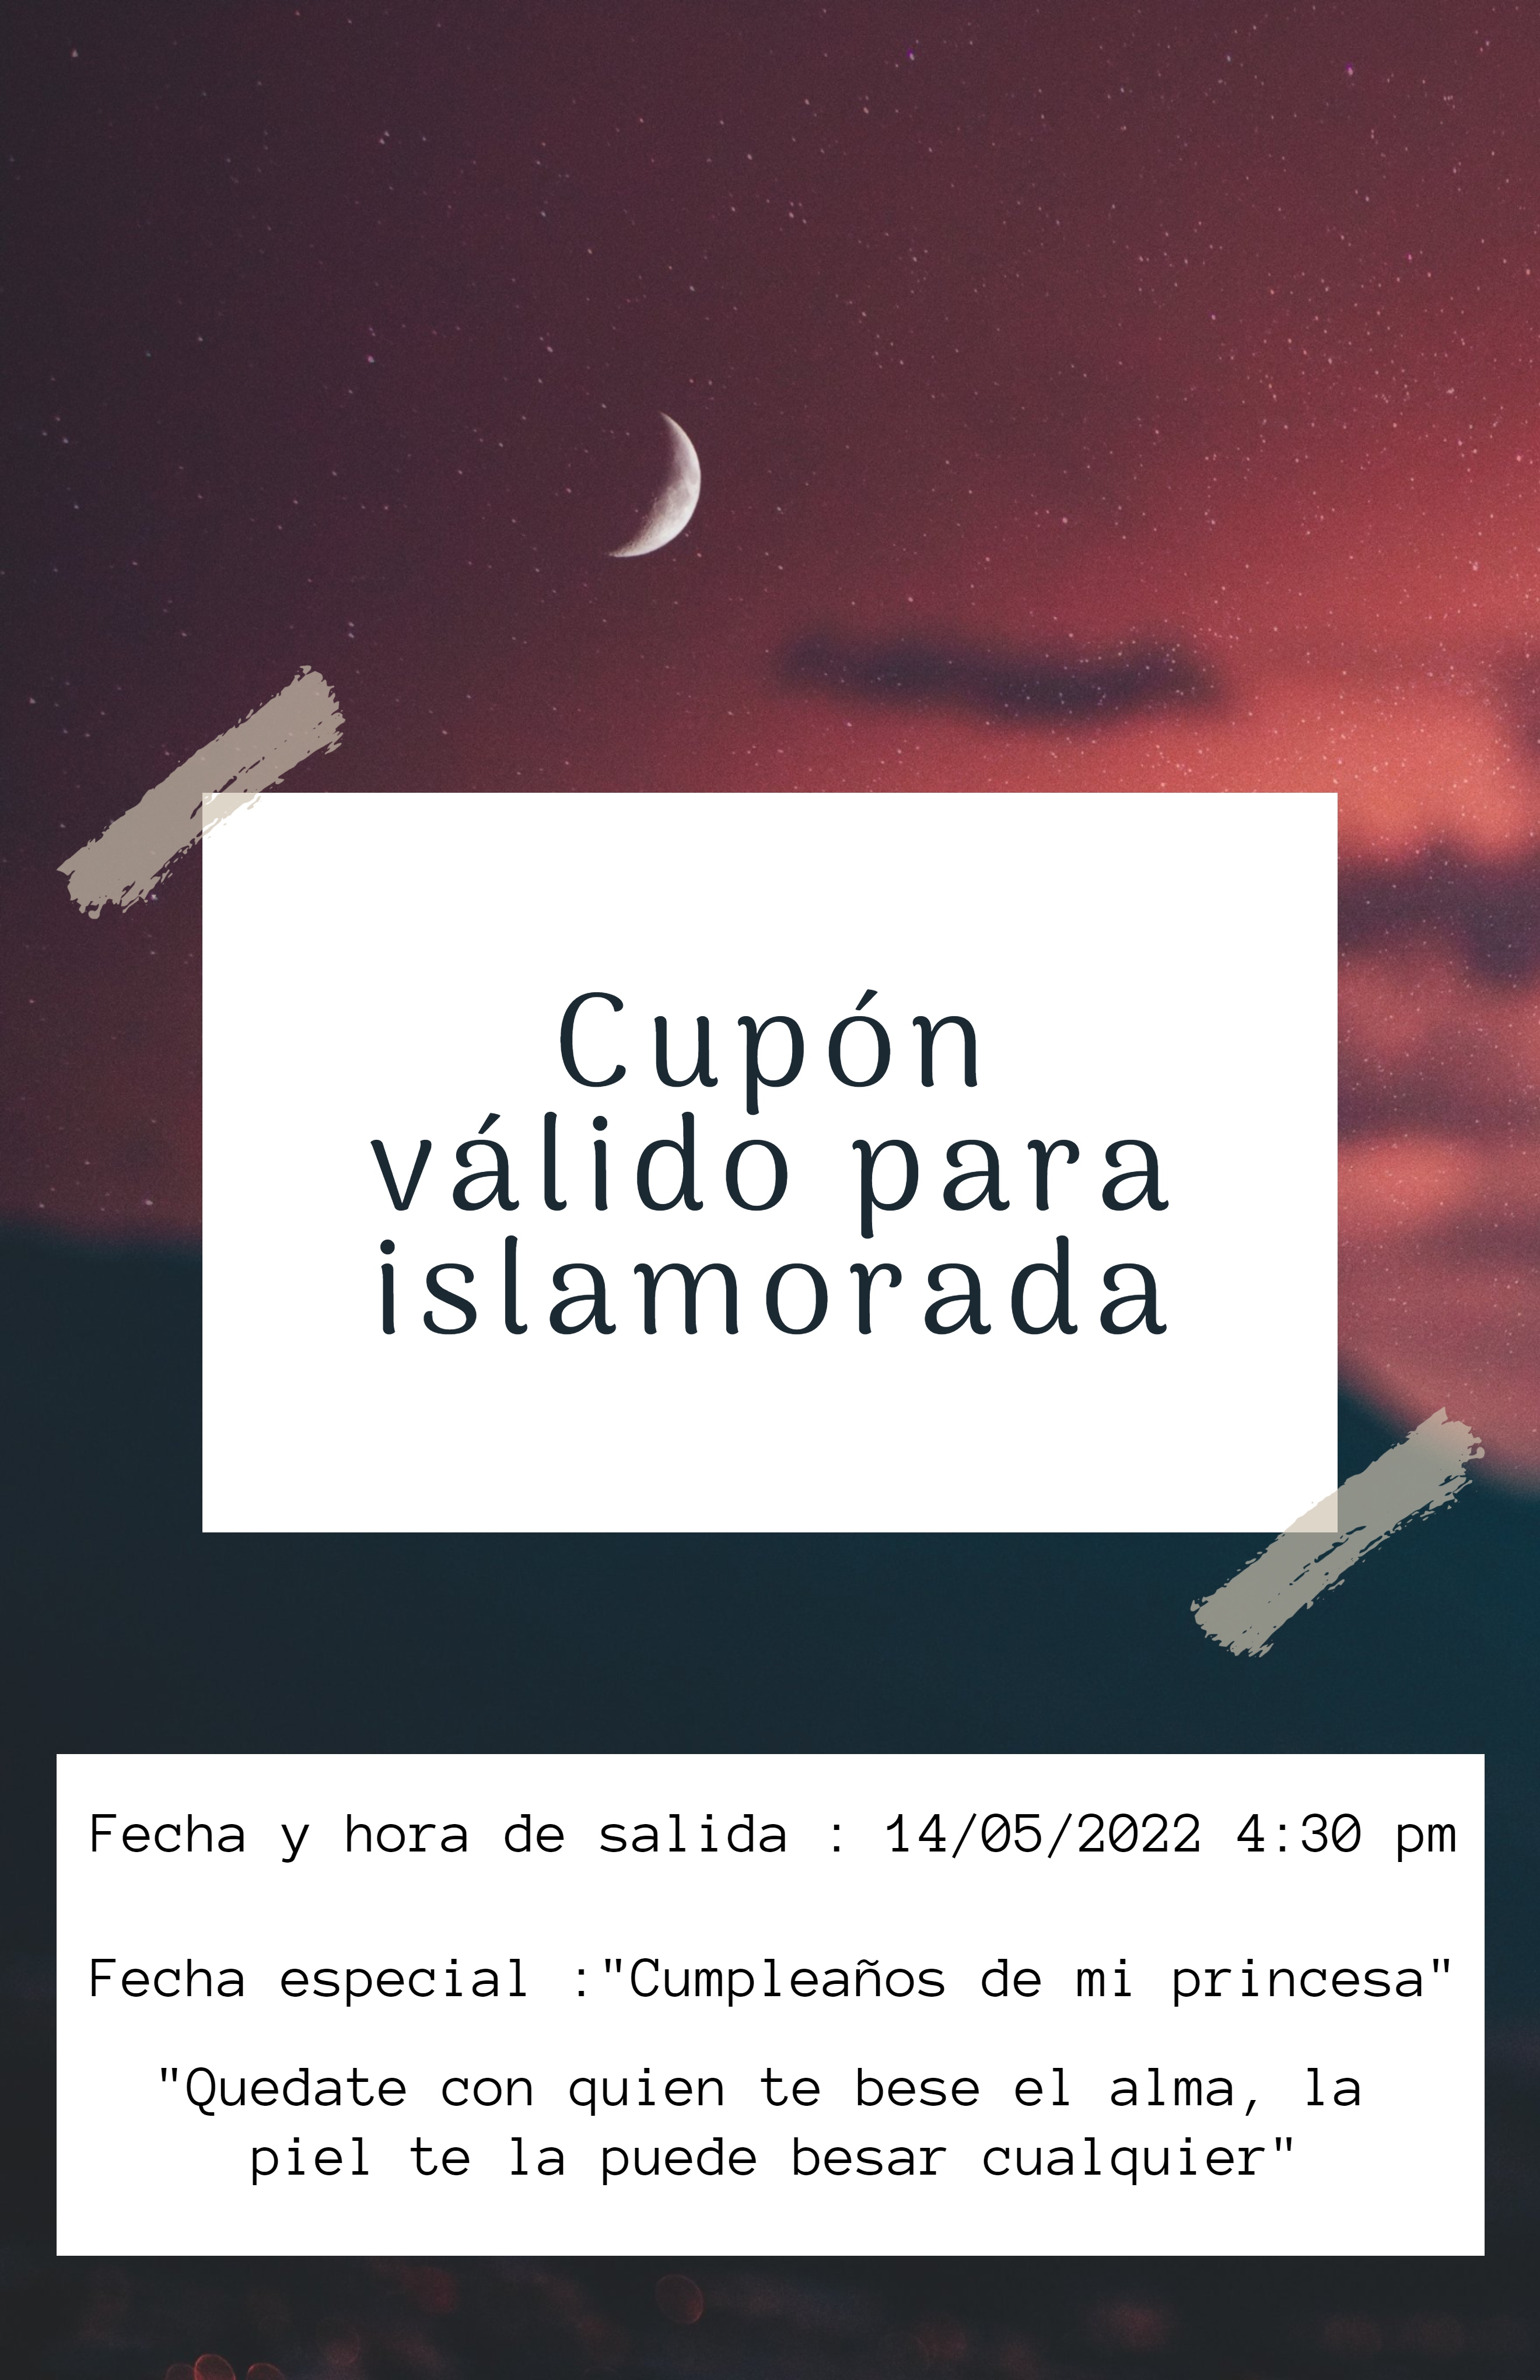 Cupón
válido para
islamorada
Fecha y hora de salida : 14/05/2022 4:30 pm
Fecha especial :"Cumpleaños de mi princesa"
"Quedate con quien te bese el alma, la
piel te la puede besar cualquier"